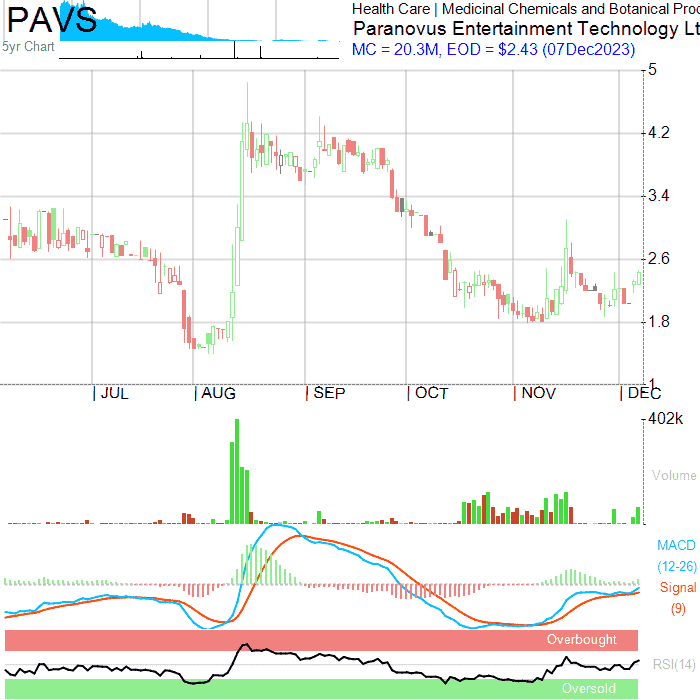 PAVS
5yr Chart
Health Care | Medicinal Chemicals and Botanical Proc
Paranovus Entertainment Technology Lt
MC = 20.3M, EOD = $2.43 (07Dec2023)
5
4.2
3.4
2.6
1.8
1
JUL
AUG
SEP
OCT
NOV
DEC
402k
Volume
MACD
(12-26)
Signal
(9)
Overbought
RSI(14)
Oversold